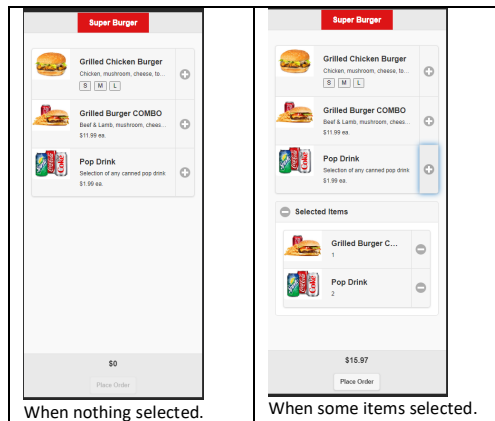 Super Burger
Grilled Chicken Burger
Chicken, mushroom, cheese, to...
S M L
Grilled Burger COMBO
Beef & Lamb, mushroom, chees...
$11.99 ea.
Pop Drink
Selection of any canned pop drink
$1.99 ea.
$0
Place Order
When nothing selected.
Super Burger
Grilled Chicken Burger
Chicken, mushroom, cheese, to...
S M L
Grilled Burger COMBO
Beef & Lamb, mushroom, chees...
$11.99 ea.
Pop Drink
Selection of any canned pop drink
$1.99 ea.
Selected Items
Grilled Burger C...
1
Pop Drink
2
$15.97
Place Order
When some items selected.